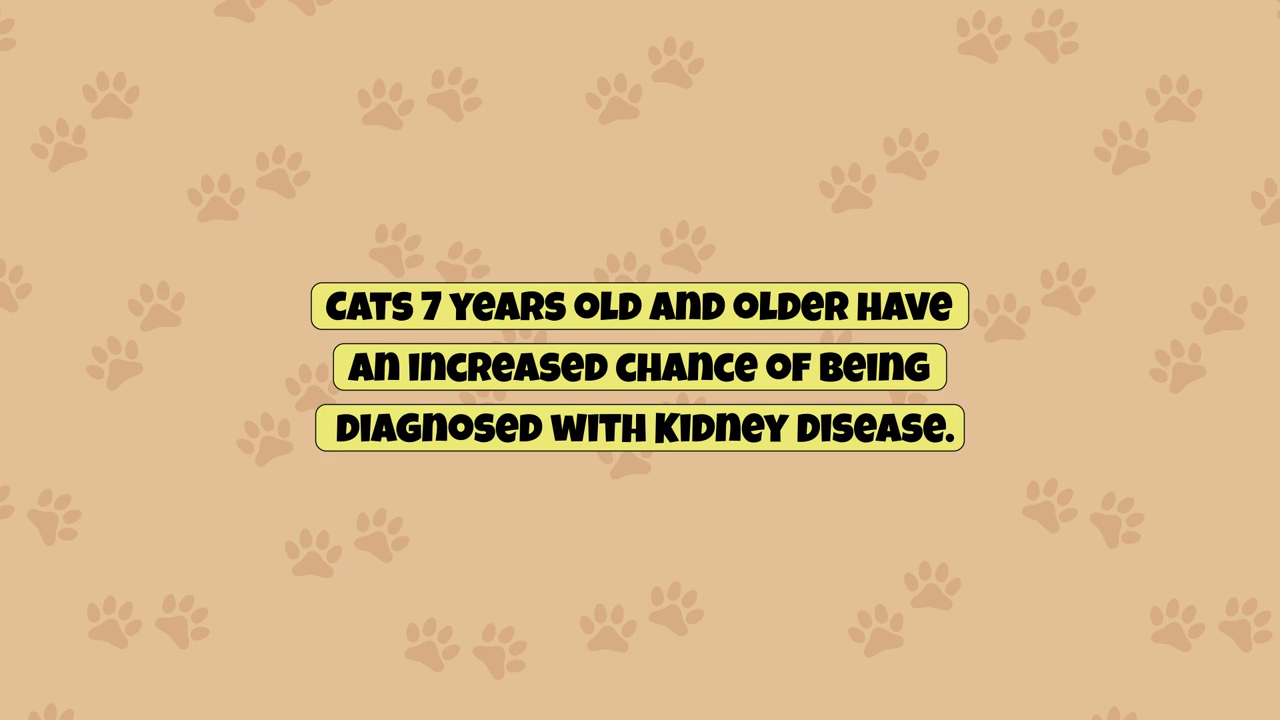 CATS 7 YEARS OLD AND OLDER HAVE
AN INCREASED CHANCE OF BEING
DIAGNOSED WITH KIDNEY DISEASE.